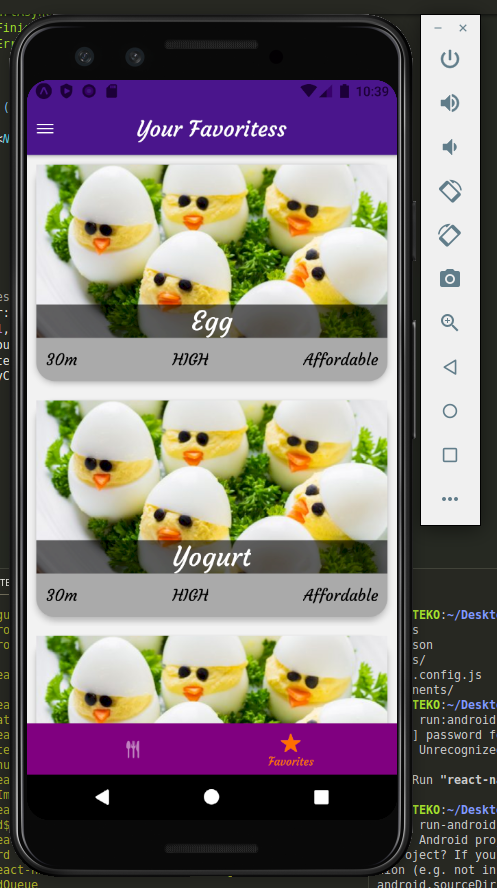 10:39
Your Favoritess
Egg
30m HIGH Affordable
Yogurt
30m HIGH Affordable
Favorites
TEKO:~/Deskt
son
s/
.config.js
nents/
TEKO:~/Deskt
run:android
] password f
Unrecognize
Run "react-na
TEKO:~/Deskt
run-android
Android pro
oject? If you
(e.g. not in
android.sourceDir